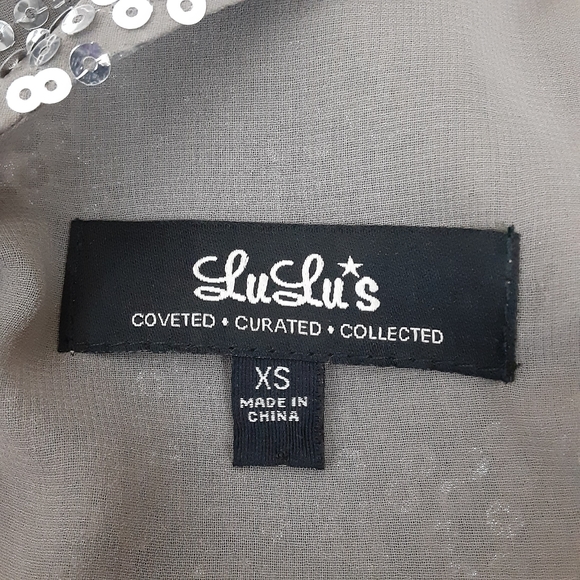 LuLu's
COVETED • CURATED • COLLECTED
XS
MADE IN
CHINA